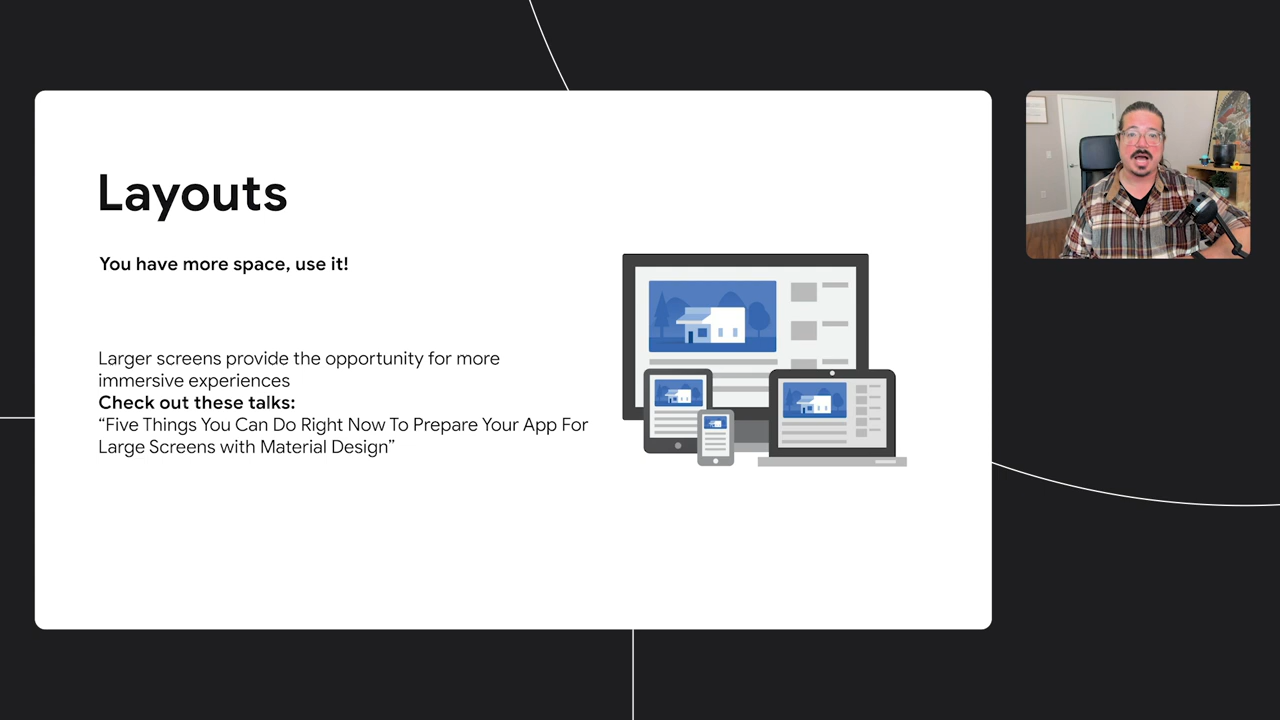 Layouts
You have more space, use it!
Larger screens provide the opportunity for more
immersive experiences
Check out these talks:
“Five Things You Can Do Right Now To Prepare Your App For
Large Screens with Material Design”